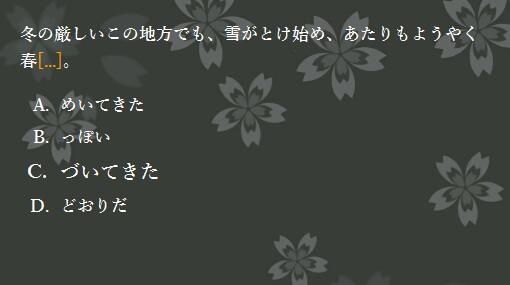 冬の厳しいこの地方でも、雪がとけ始め、あたりもようやく
春[...]。
A. めいてきた
B. っぽい
C. づいてきた
D. どおりだ